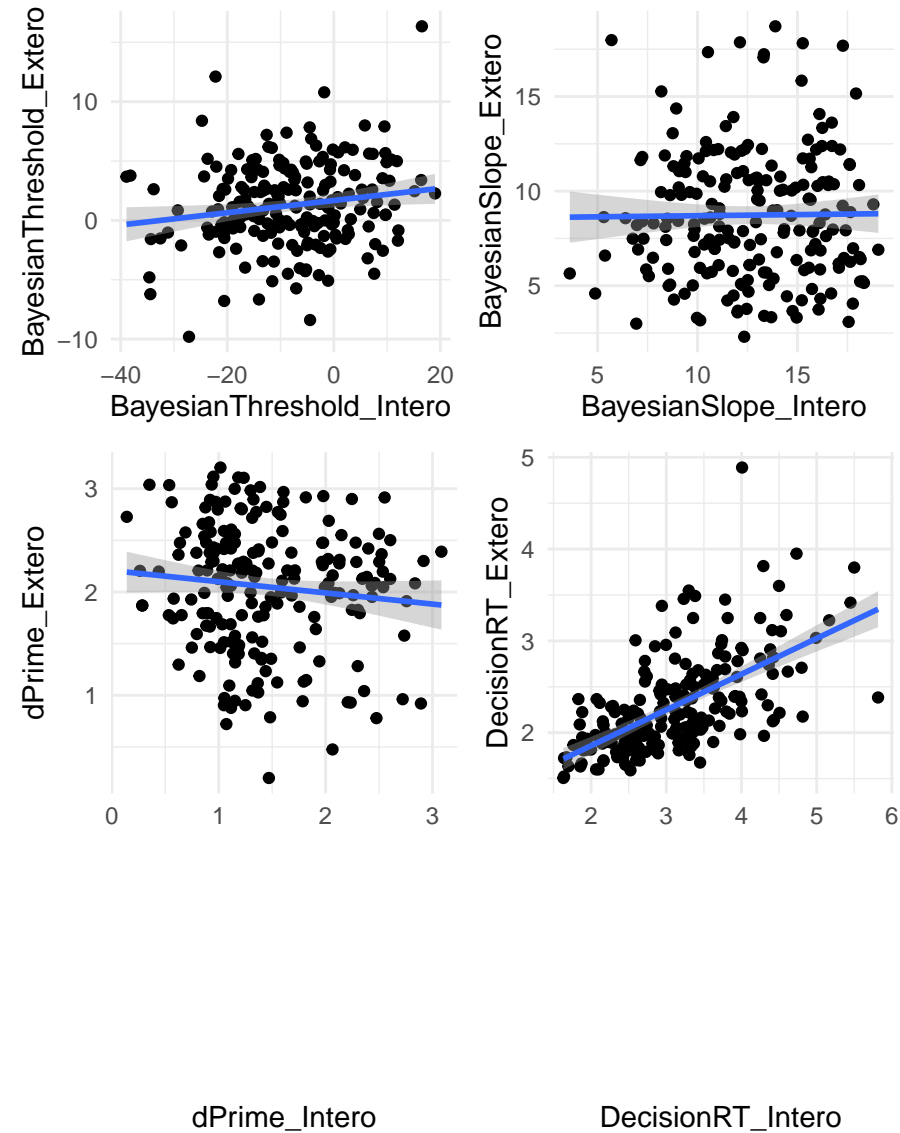 BayesianThreshold_Extero
10
0
−10
−40 −20 0 20
BayesianThreshold_Intero
BayesianSlope_Extero
15
10
5
5 10 15
BayesianSlope_Intero
dPrime_Extero
3
2
1
0 1 2 3
DecisionRT_Extero
5
4
3
2
2 3 4 5 6
dPrime_Intero
DecisionRT_Intero